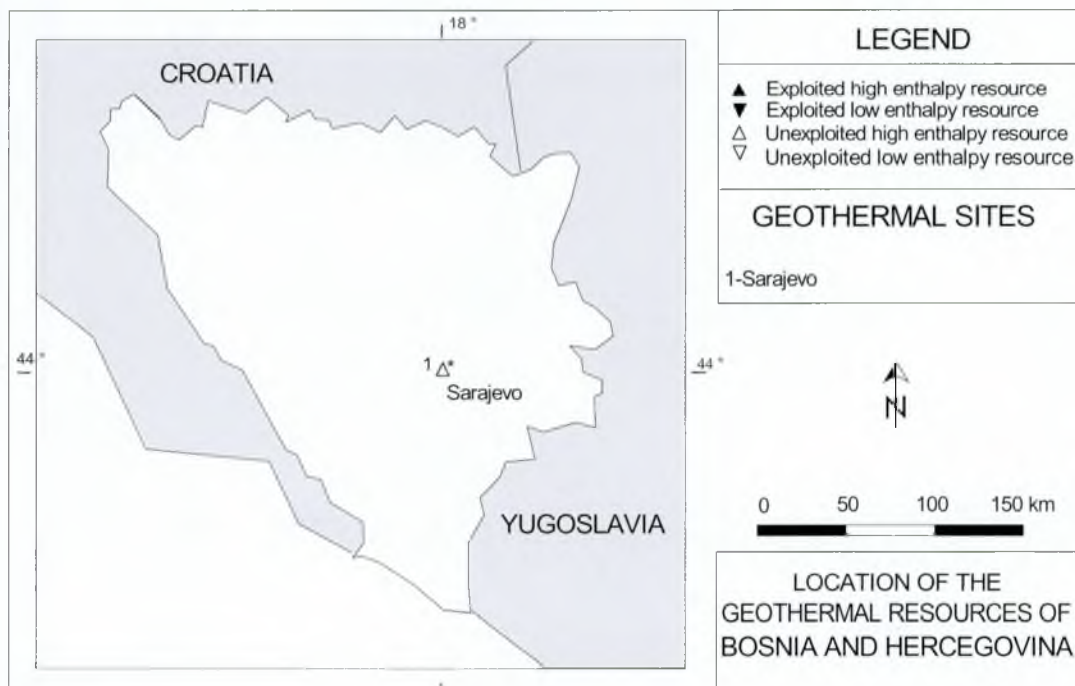 18°
CROATIA
44°
1
*
Sarajevo
44°
YUGOSLAVIA
LEGEND
Exploited high enthalpy resource
Exploited low enthalpy resource
Unexploited high enthalpy resource
Unexploited low enthalpy resource
GEOTHERMAL SITES
1-Sarajevo
N
0 50 100 150 km
LOCATION OF THE
GEOTHERMAL RESOURCES OF
BOSNIA AND HERCEGOVINA